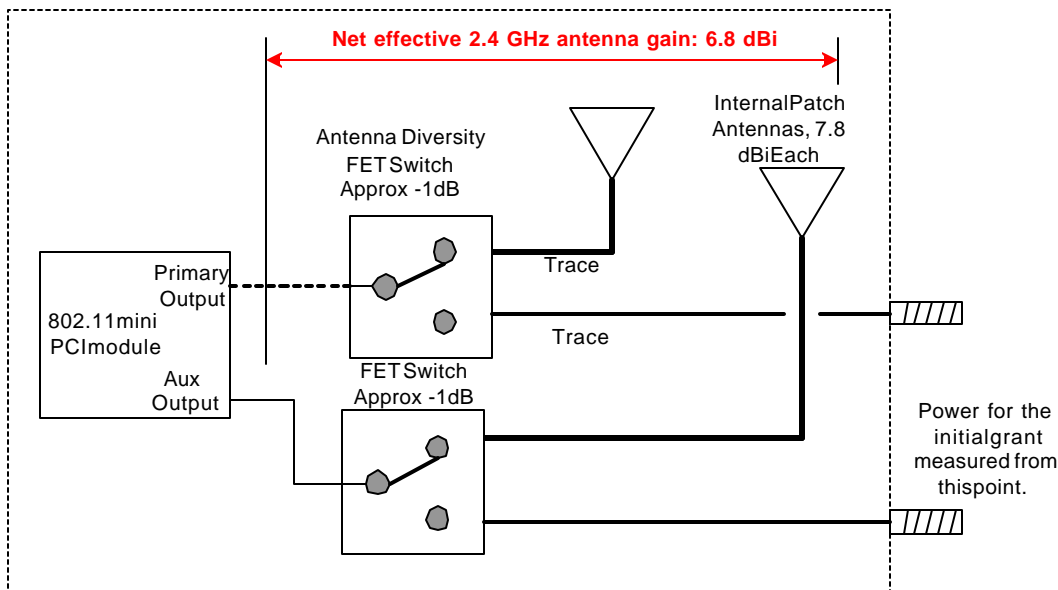 Net effective 2.4 GHz antenna gain: 6.8 dBi
InternalPatch
Antennas, 7.8
dBiEach
Antenna Diversity
FETSwitch
Approx -1dB
Trace
Primary
Output
802.11mini
PCImodule
Trace
Aux
Output
FETSwitch
Approx -1dB
Power for the
initialgrant
measured from
thispoint.